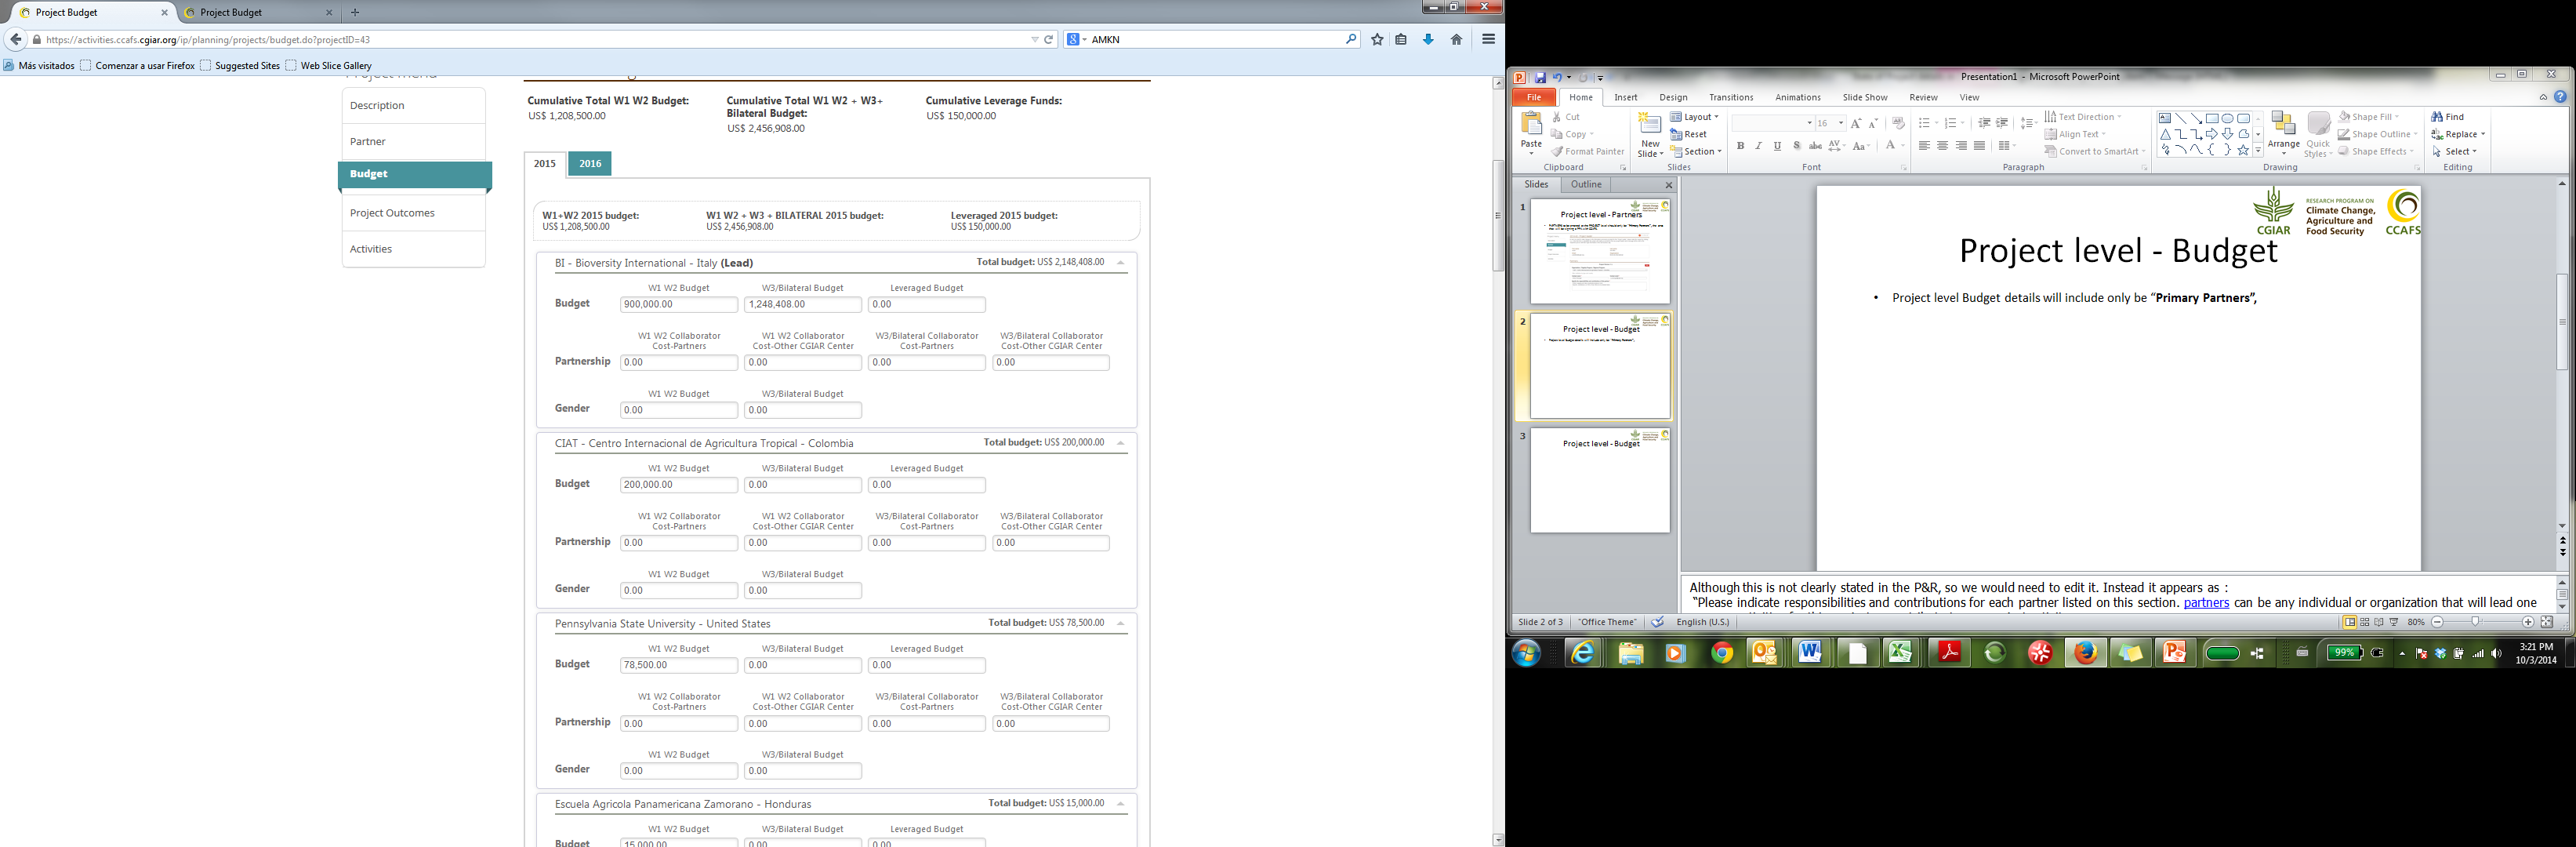 Project Budget
Project Budget
https://activities.ccafs.cgiar.org/ip/planning/projects/budget.do?projectID=43
AMKN
Más visitados
Comenzar a usar Firefox
Suggested Sites
Web Slice Gallery
Description
Partner
Budget
Project Outcomes
Activities
Cumulative Total W1 W2 Budget:
US$ 1,208,500.00
Cumulative Total W1 W2 + W3+
Bilateral Budget:
US$ 2,456,908.00
Cumulative Leverage Funds:
US$ 150,000.00
2015 2016
W1+W2 2015 budget:
US$ 1,208,500.00
W1 W2 + W3 + BILATERAL 2015 budget:
US$ 2,456,908.00
Leveraged 2015 budget:
US$ 150,000.00
BI - Bioversity International - Italy (Lead) Total budget: US$ 2,148,408.00
W1 W2 Budget W3/Bilateral Budget Leveraged Budget
Budget 900,000.00 1,248,408.00 0.00
W1 W2 Collaborator W1 W2 Collaborator W3/Bilateral Collaborator W3/Bilateral Collaborator
Cost-Partners Cost-Other CGIAR Center Cost-Partners Cost-Other CGIAR Center
Partnership 0.00 0.00 0.00 0.00
W1 W2 Budget W3/Bilateral Budget
Gender 0.00 0.00
CIAT - Centro Internacional de Agricultura Tropical - Colombia Total budget: US$ 200,000.00
W1 W2 Budget W3/Bilateral Budget Leveraged Budget
Budget 200,000.00 0.00 0.00
W1 W2 Collaborator W1 W2 Collaborator W3/Bilateral Collaborator W3/Bilateral Collaborator
Cost-Partners Cost-Other CGIAR Center Cost-Partners Cost-Other CGIAR Center
Partnership 0.00 0.00 0.00 0.00
W1 W2 Budget W3/Bilateral Budget
Gender 0.00 0.00
Pennsylvania State University - United States Total budget: US$ 78,500.00
W1 W2 Budget W3/Bilateral Budget Leveraged Budget
Budget 78,500.00 0.00 0.00
W1 W2 Collaborator W1 W2 Collaborator W3/Bilateral Collaborator W3/Bilateral Collaborator
Cost-Partners Cost-Other CGIAR Center Cost-Partners Cost-Other CGIAR Center
Partnership 0.00 0.00 0.00 0.00
W1 W2 Budget W3/Bilateral Budget
Gender 0.00 0.00
Escuela Agricola Panamericana Zamorano - Honduras Total budget: US$ 15,000.00
W1 W2 Budget W3/Bilateral Budget Leveraged Budget
Budget 15,000.00 0.00 0.00
Presentation1 - Microsoft PowerPoint
File Home Insert Design Transitions Animations Slide Show Review View
Paste
Cut
Copy
Format Painter
Clipboard
New
Slide
Layout
Reset
Section
Slides
16
Font
Text Direction
Align Text
Convert to SmartArt
Paragraph
Arrange
Quick
Styles
Shape Fill
Shape Outline
Shape Effects
Drawing
Find
Replace
Select
Editing
Slides Outline
1
Project level - Partners
2
Project level - Budget
3
Project level - Budget
CGIAR
RESEARCH PROGRAM ON
Climate Change,
Agriculture and
Food Security
CCAFS
Project level - Budget
• Project level Budget details will include only be “Primary Partners”,
Although this is not clearly stated in the P&R, so we would need to edit it. Instead it appears as :
“Please indicate responsibilities and contributions for each partner listed on this section. partners can be any individual or organization that will lead one
Slide 2 of 3 "Office Theme" English (U.S.) 80%
99%
3:21 PM
10/3/2014